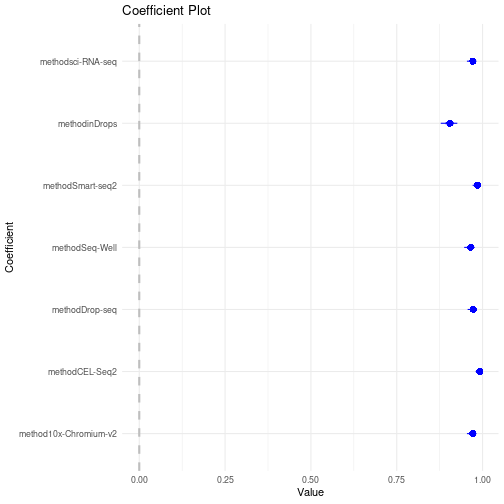 Coefficient Plot
methodsci-RNA-seq
methodinDrops
methodSmart-seq2
methodSeq-Well
methodDrop-seq
methodCEL-Seq2
method10x-Chromium-v2
Coefficient
0.00 0.25 0.50 0.75 1.00
Value